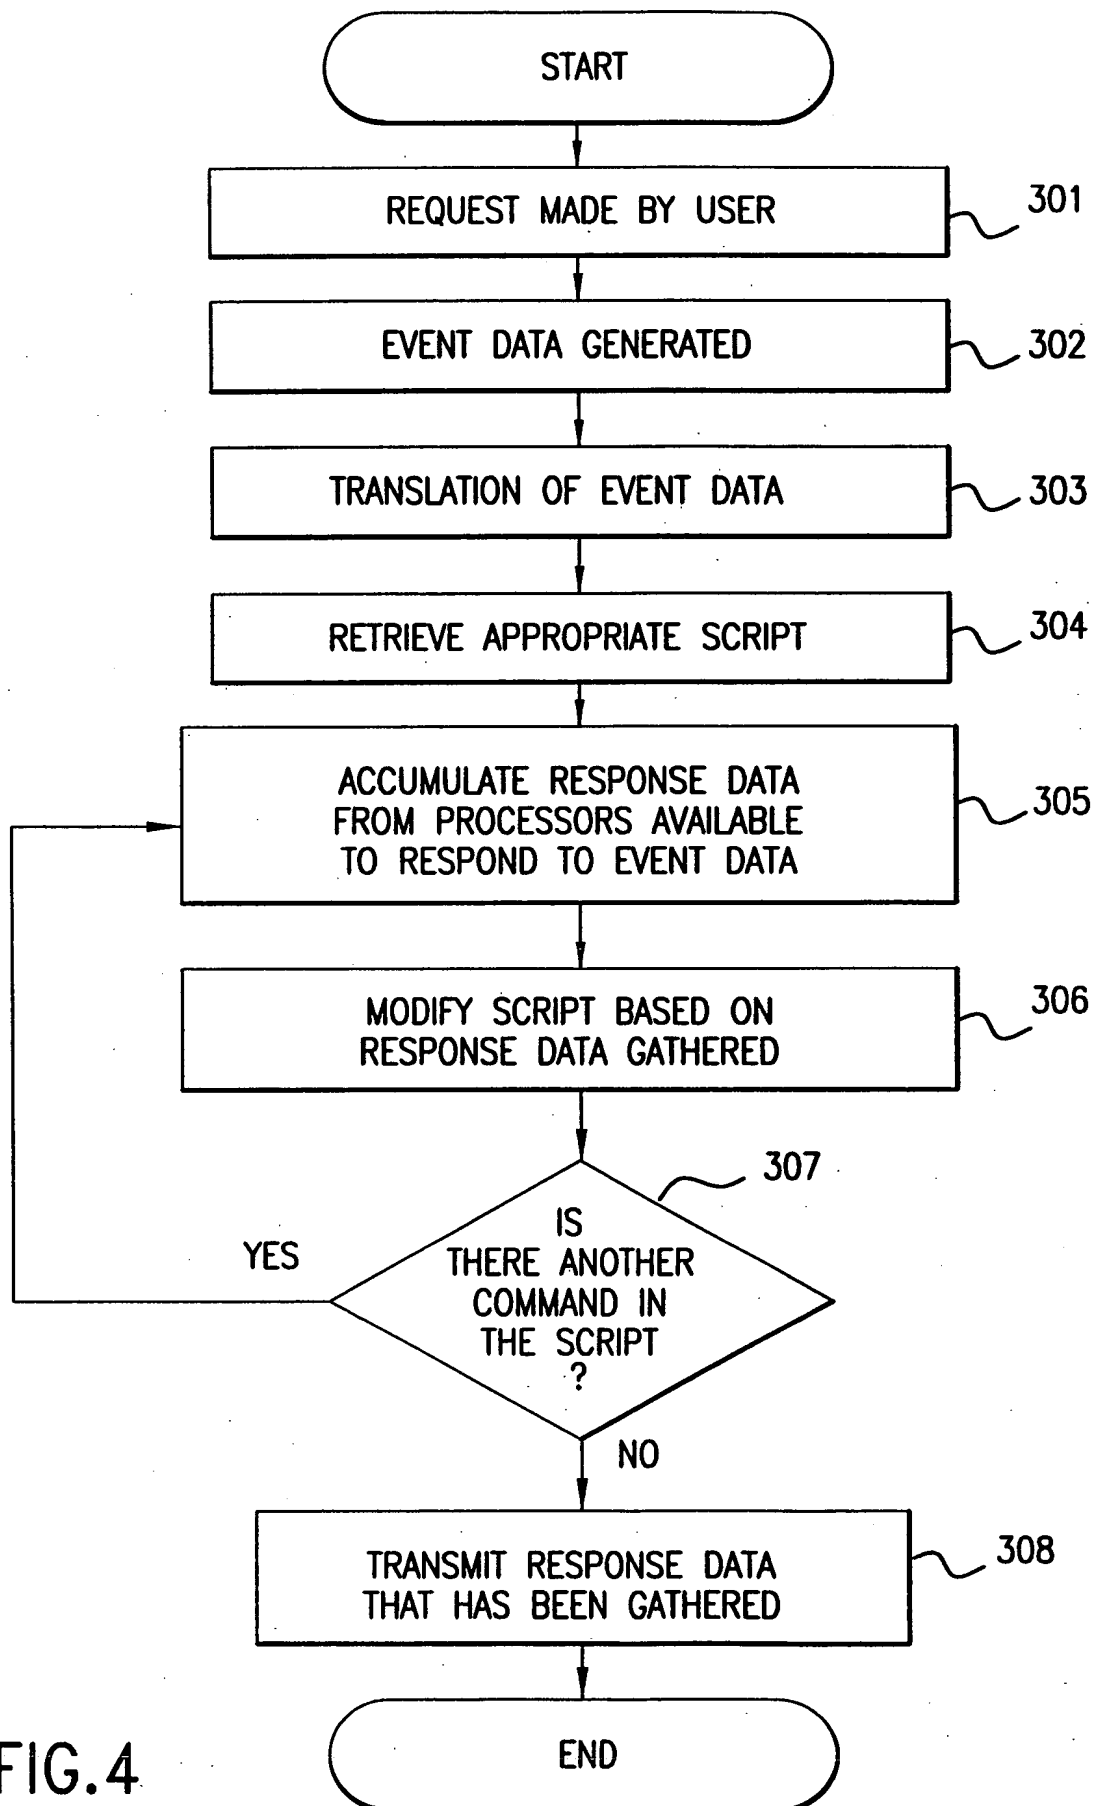 START
REQUEST MADE BY USER
301
EVENT DATA GENERATED
302
TRANSLATION OF EVENT DATA
303
RETRIEVE APPROPRIATE SCRIPT
304
ACCUMULATE RESPONSE DATA
FROM PROCESSORS AVAILABLE
TO RESPOND TO EVENT DATA
305
MODIFY SCRIPT BASED ON
RESPONSE DATA GATHERED
306
307
IS
THERE ANOTHER
COMMAND IN
THE SCRIPT
?
YES
NO
TRANSMIT RESPONSE DATA
THAT HAS BEEN GATHERED
308
END
FIG.4